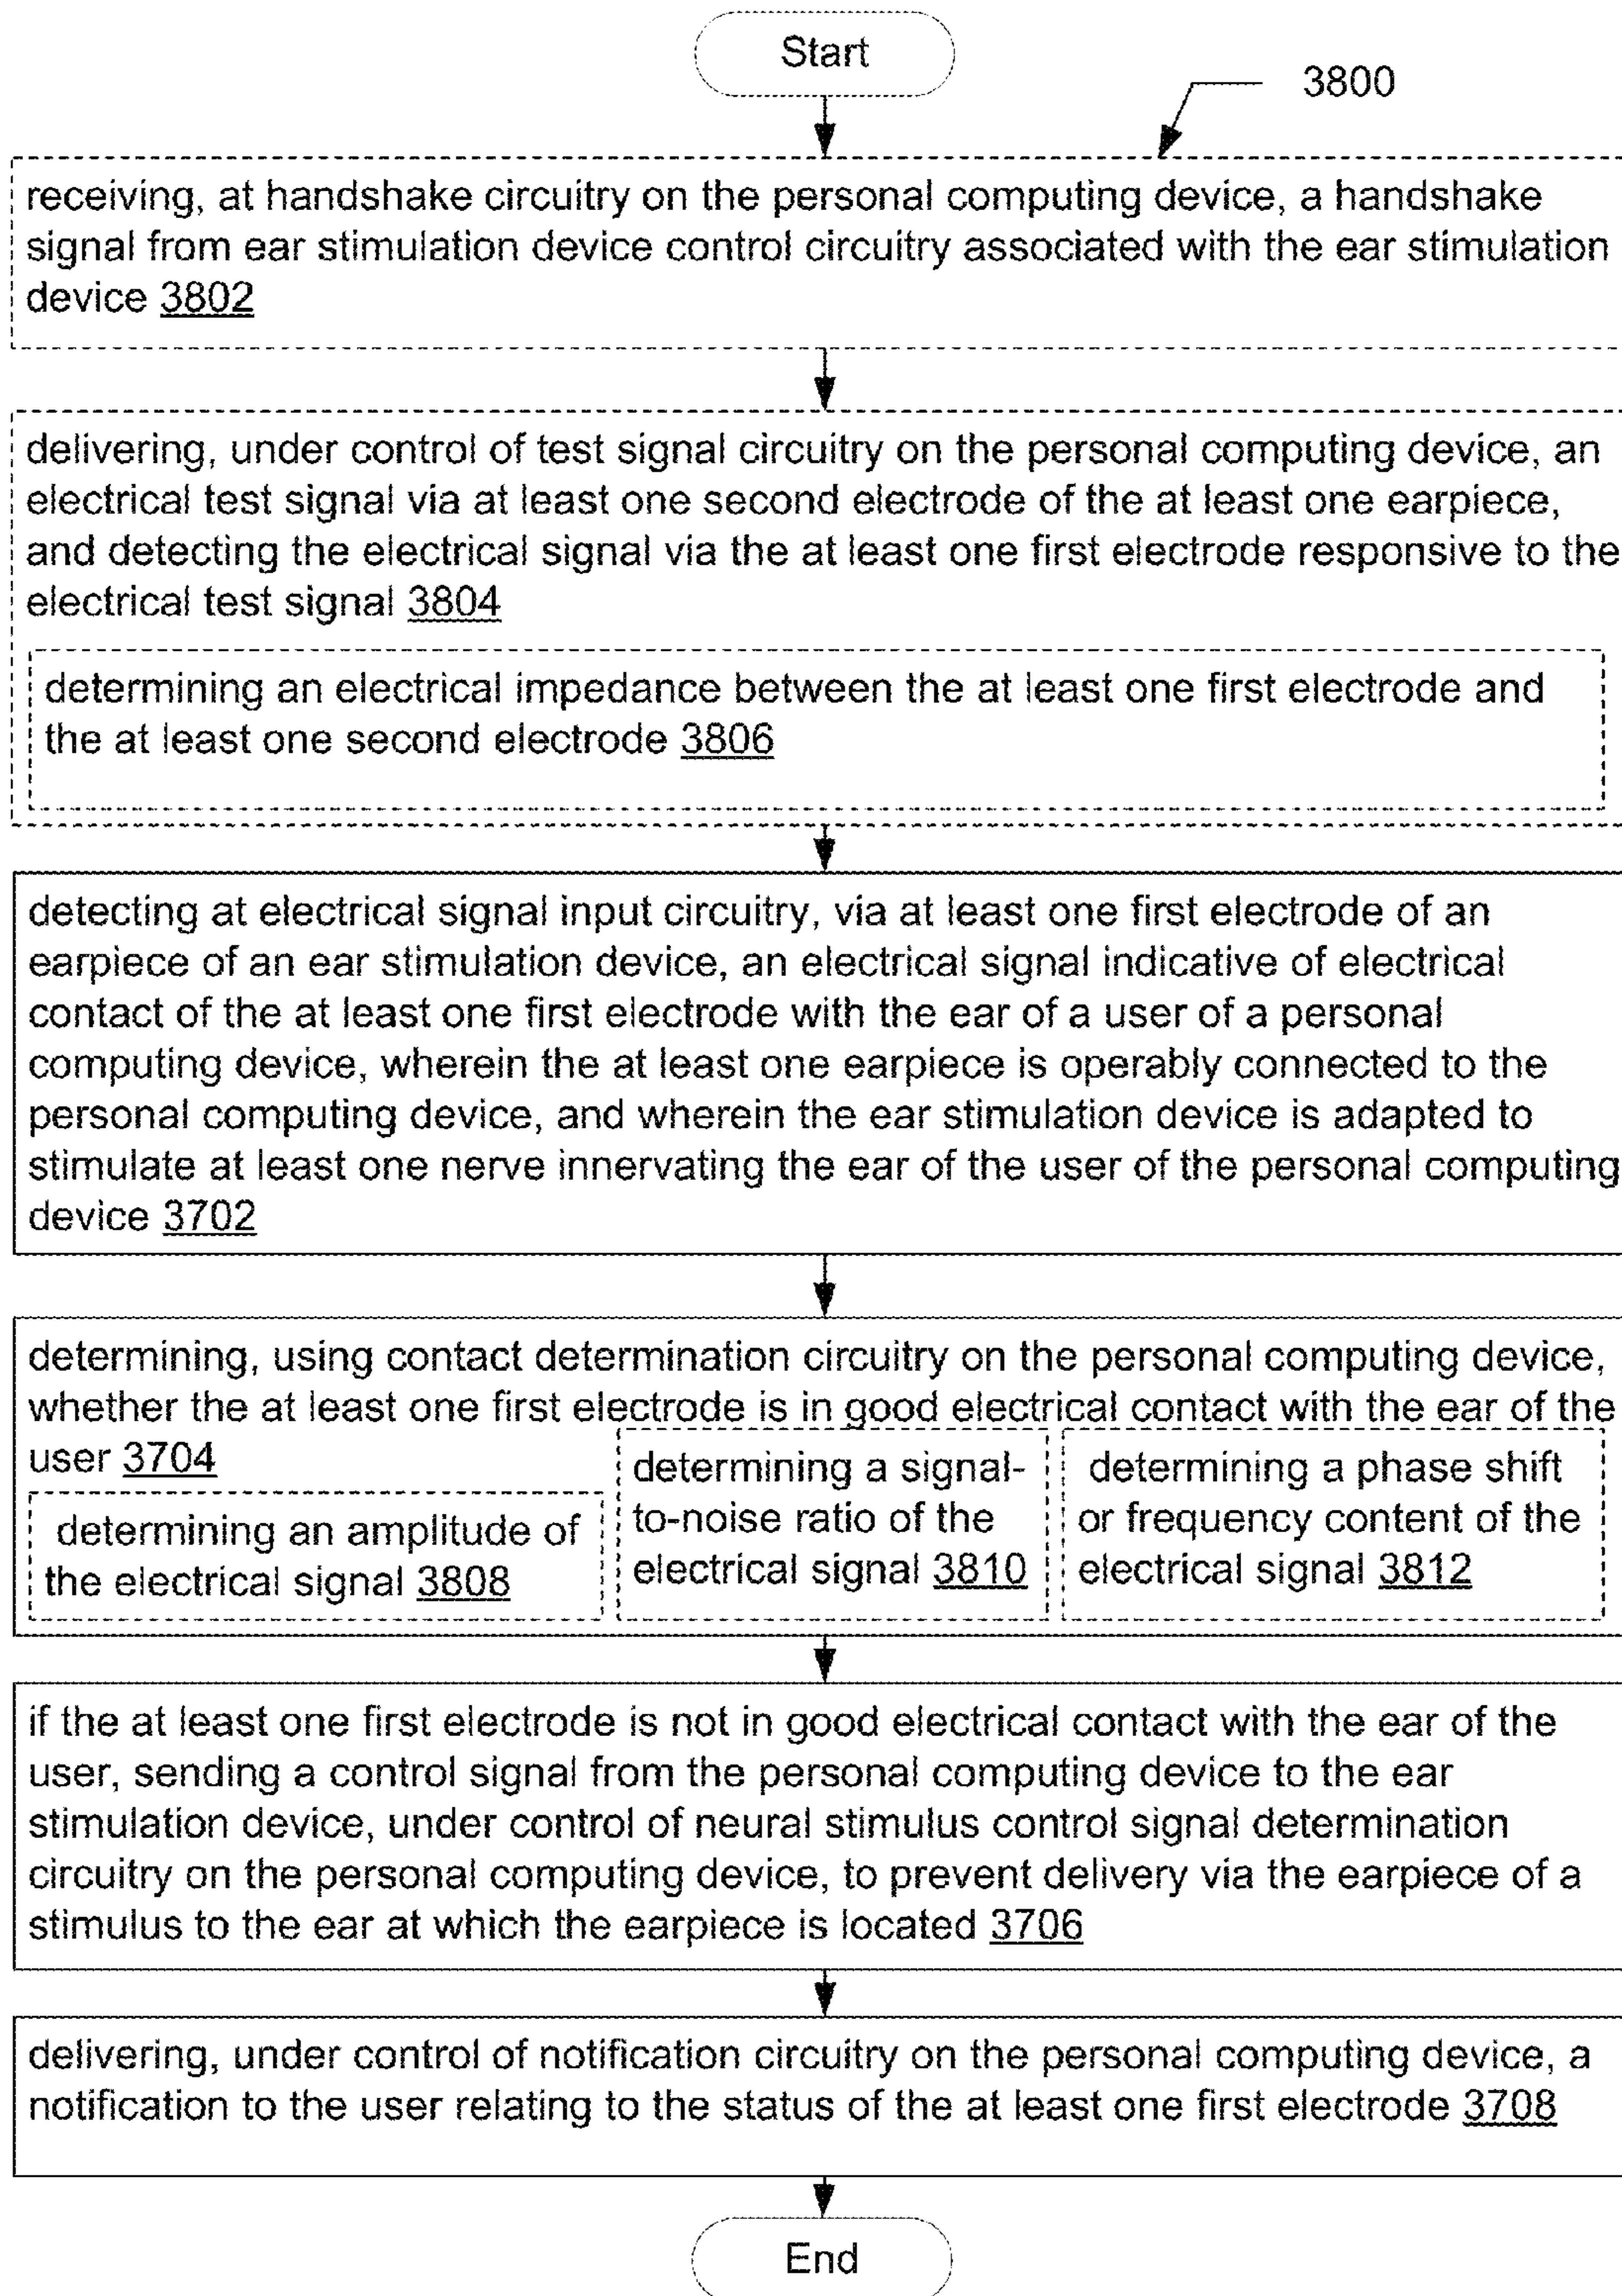 Start
3800
receiving, at handshake circuitry on the personal computing device, a handshake
signal from ear stimulation device control circuitry associated with the ear stimulation
device 3802
delivering, under control of test signal circuitry on the personal computing device, an
electrical test signal via at least one second electrode of the at least one earpiece,
and detecting the electrical signal via the at least one first electrode responsive to the
electrical test signal 3804
determining an electrical impedance between the at least one first electrode and
the at least one second electrode 3806
detecting at electrical signal input circuitry, via at least one first electrode of an
earpiece of an ear stimulation device, an electrical signal indicative of electrical
contact of the at least one first electrode with the ear of a user of a personal
computing device, wherein the at least one earpiece is operably connected to the
personal computing device, and wherein the ear stimulation device is adapted to
stimulate at least one nerve innervating the ear of the user of the personal computing
device 3702
determining, using contact determination circuitry on the personal computing device,
whether the at least one first electrode is in good electrical contact with the ear of the
user 3704
determining an amplitude of
the electrical signal 3808
determining a signal-
to-noise ratio of the
electrical signal 3810
determining a phase shift
or frequency content of the
electrical signal 3812
if the at least one first electrode is not in good electrical contact with the ear of the
user, sending a control signal from the personal computing device to the ear
stimulation device, under control of neural stimulus control signal determination
circuitry on the personal computing device, to prevent delivery via the earpiece of a
stimulus to the ear at which the earpiece is located 3706
delivering, under control of notification circuitry on the personal computing device, a
notification to the user relating to the status of the at least one first electrode 3708
End